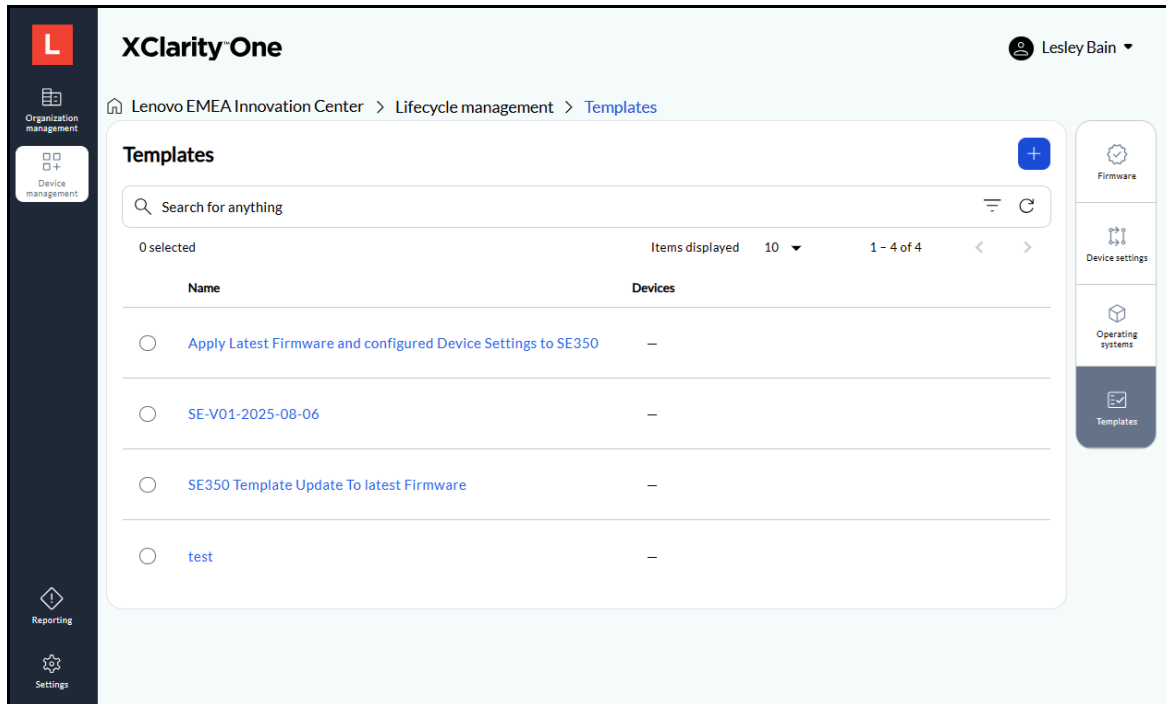 L
XClarity™One
Lesley Bain
Organization
management
Device
management
Reporting
Settings
Lenovo EMEA Innovation Center > Lifecycle management > Templates
Templates
Search for anything
0 selected Items displayed 10 1 – 4 of 4
Name Devices
Apply Latest Firmware and configured Device Settings to SE350 —
SE-V01-2025-08-06 —
SE350 Template Update To latest Firmware —
test —
Firmware
Device settings
Operating
systems
Templates